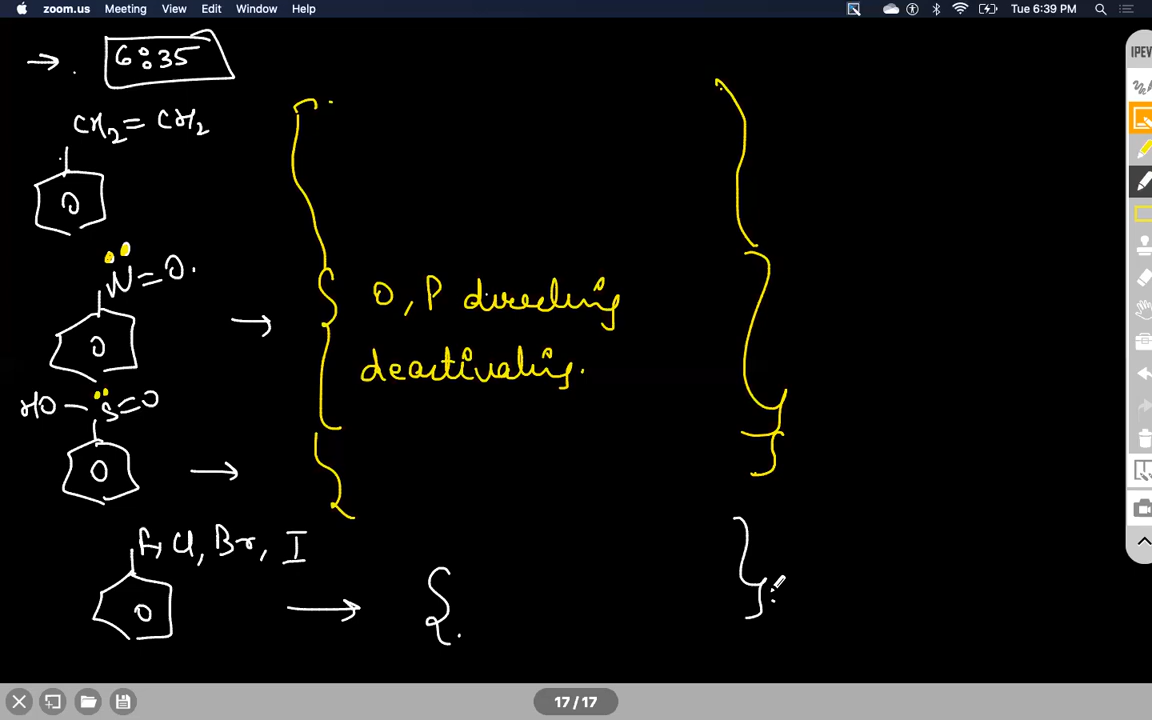 zoom.us Meeting View Edit Window Help Tue 6:39 PM
→ 6:35
CH2=CH2
O
N=O.
O
O, P directing
deactivating.
HO-S=O
O
F, Cl, Br, I
O
IPEV
17/17